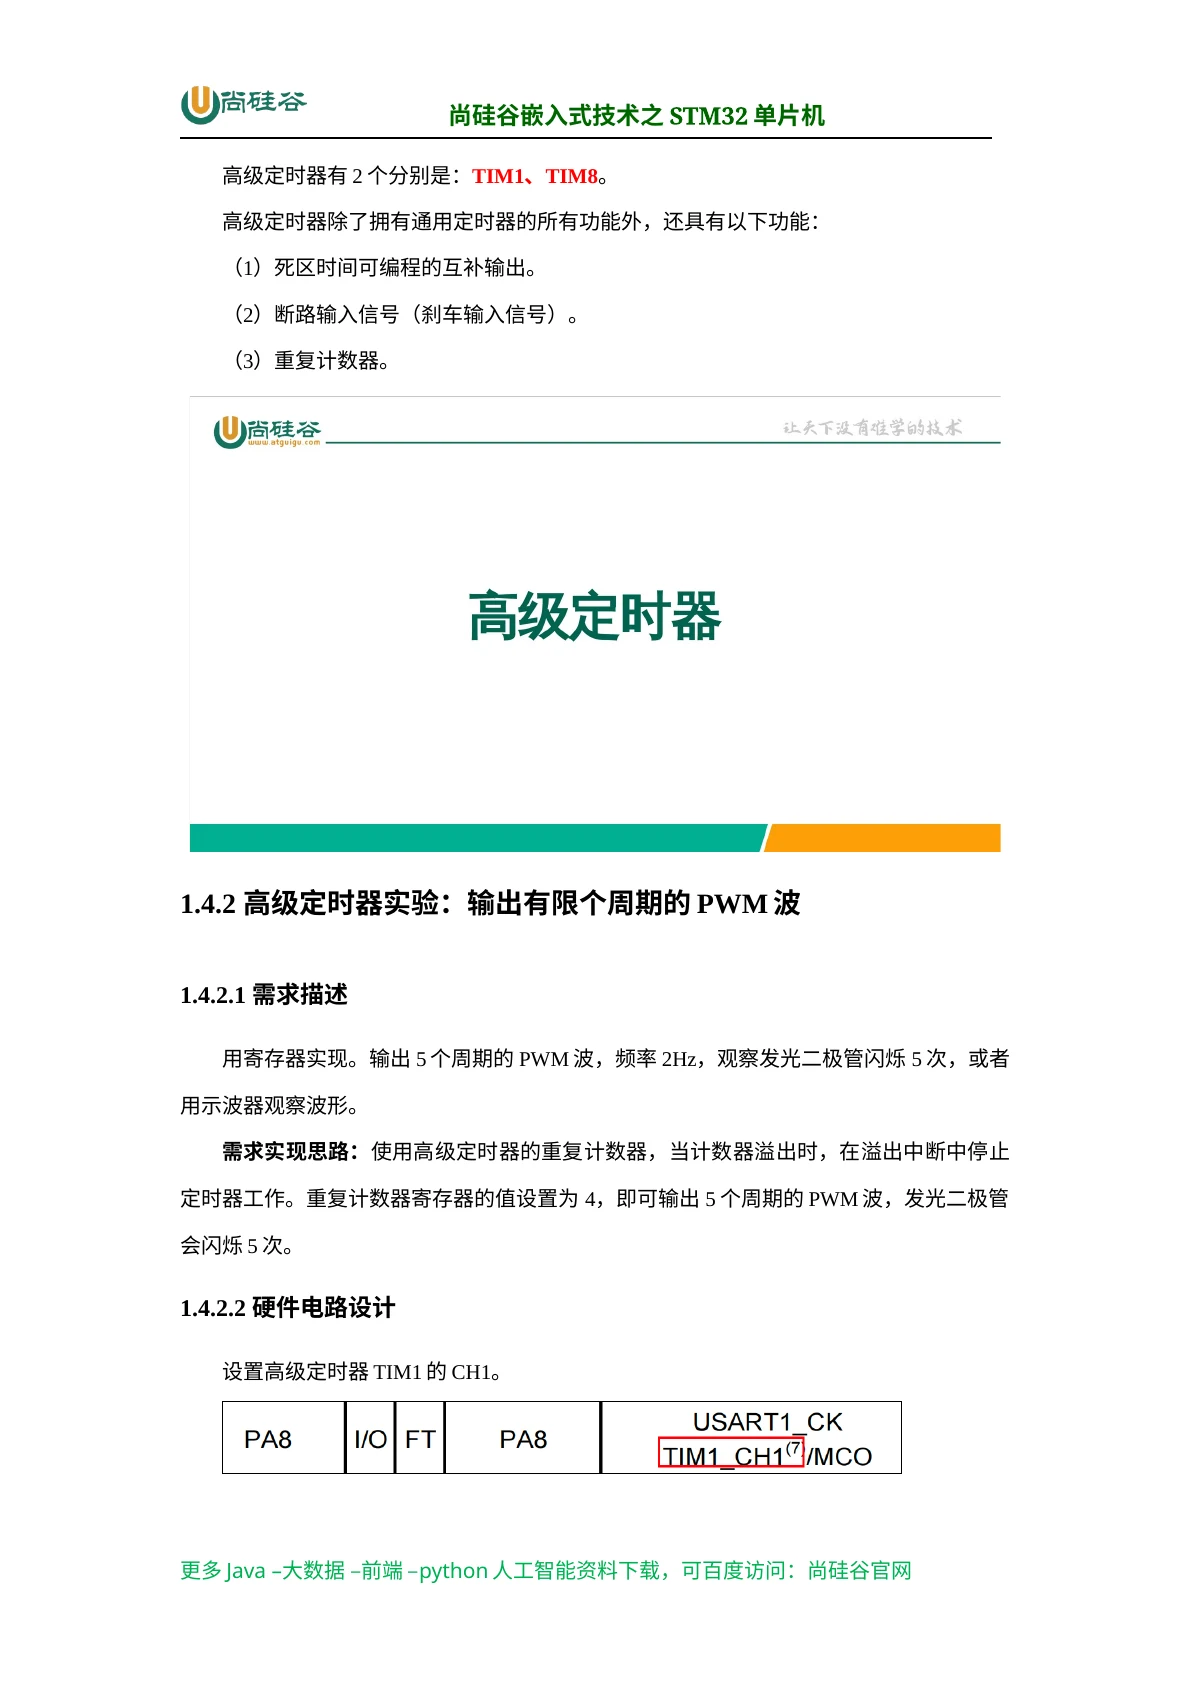 尚硅谷
尚硅谷嵌入式技术之 STM32 单片机
高级定时器有 2 个分别是：TIM1、TIM8。
高级定时器除了拥有通用定时器的所有功能外，还具有以下功能：
（1）死区时间可编程的互补输出。
（2）断路输入信号（刹车输入信号）。
（3）重复计数器。
尚硅谷
www.atguigu.com
让天下没有难学的技术
高级定时器
1.4.2 高级定时器实验：输出有限个周期的 PWM 波
1.4.2.1 需求描述
用寄存器实现。输出 5 个周期的 PWM 波，频率 2Hz，观察发光二极管闪烁 5 次，或者
用示波器观察波形。
需求实现思路：使用高级定时器的重复计数器，当计数器溢出时，在溢出中断中停止
定时器工作。重复计数器寄存器的值设置为 4，即可输出 5 个周期的 PWM 波，发光二极管
会闪烁 5 次。
1.4.2.2 硬件电路设计
设置高级定时器 TIM1 的 CH1。
PA8 I/O FT PA8 USART1_CK
TIM1_CH1(7)/MCO
更多 Java –大数据 –前端 –python 人工智能资料下载，可百度访问：尚硅谷官网